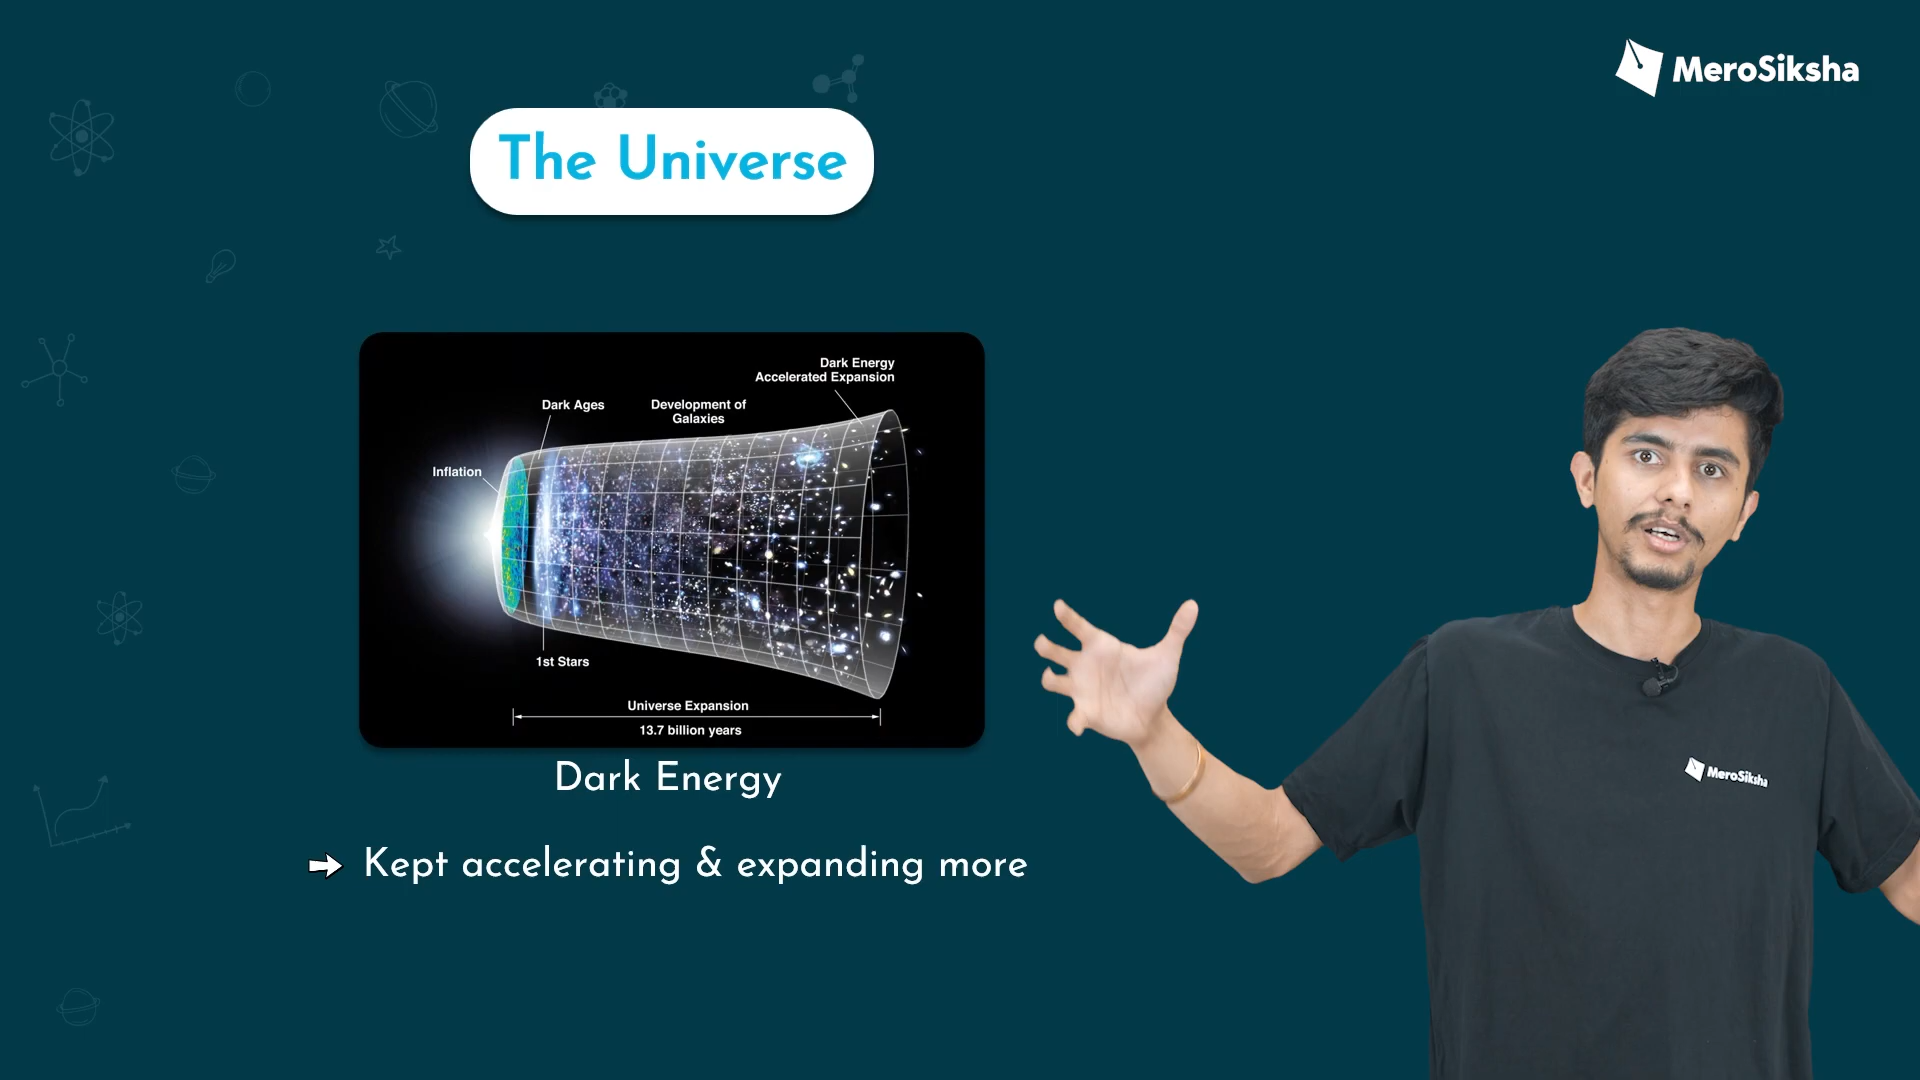 MeroSiksha
The Universe
Dark Energy
Accelerated Expansion
Dark Ages
Development of
Galaxies
Inflation
1st Stars
Universe Expansion
13.7 billion years
Dark Energy
Kept accelerating & expanding more
MeroSiksha